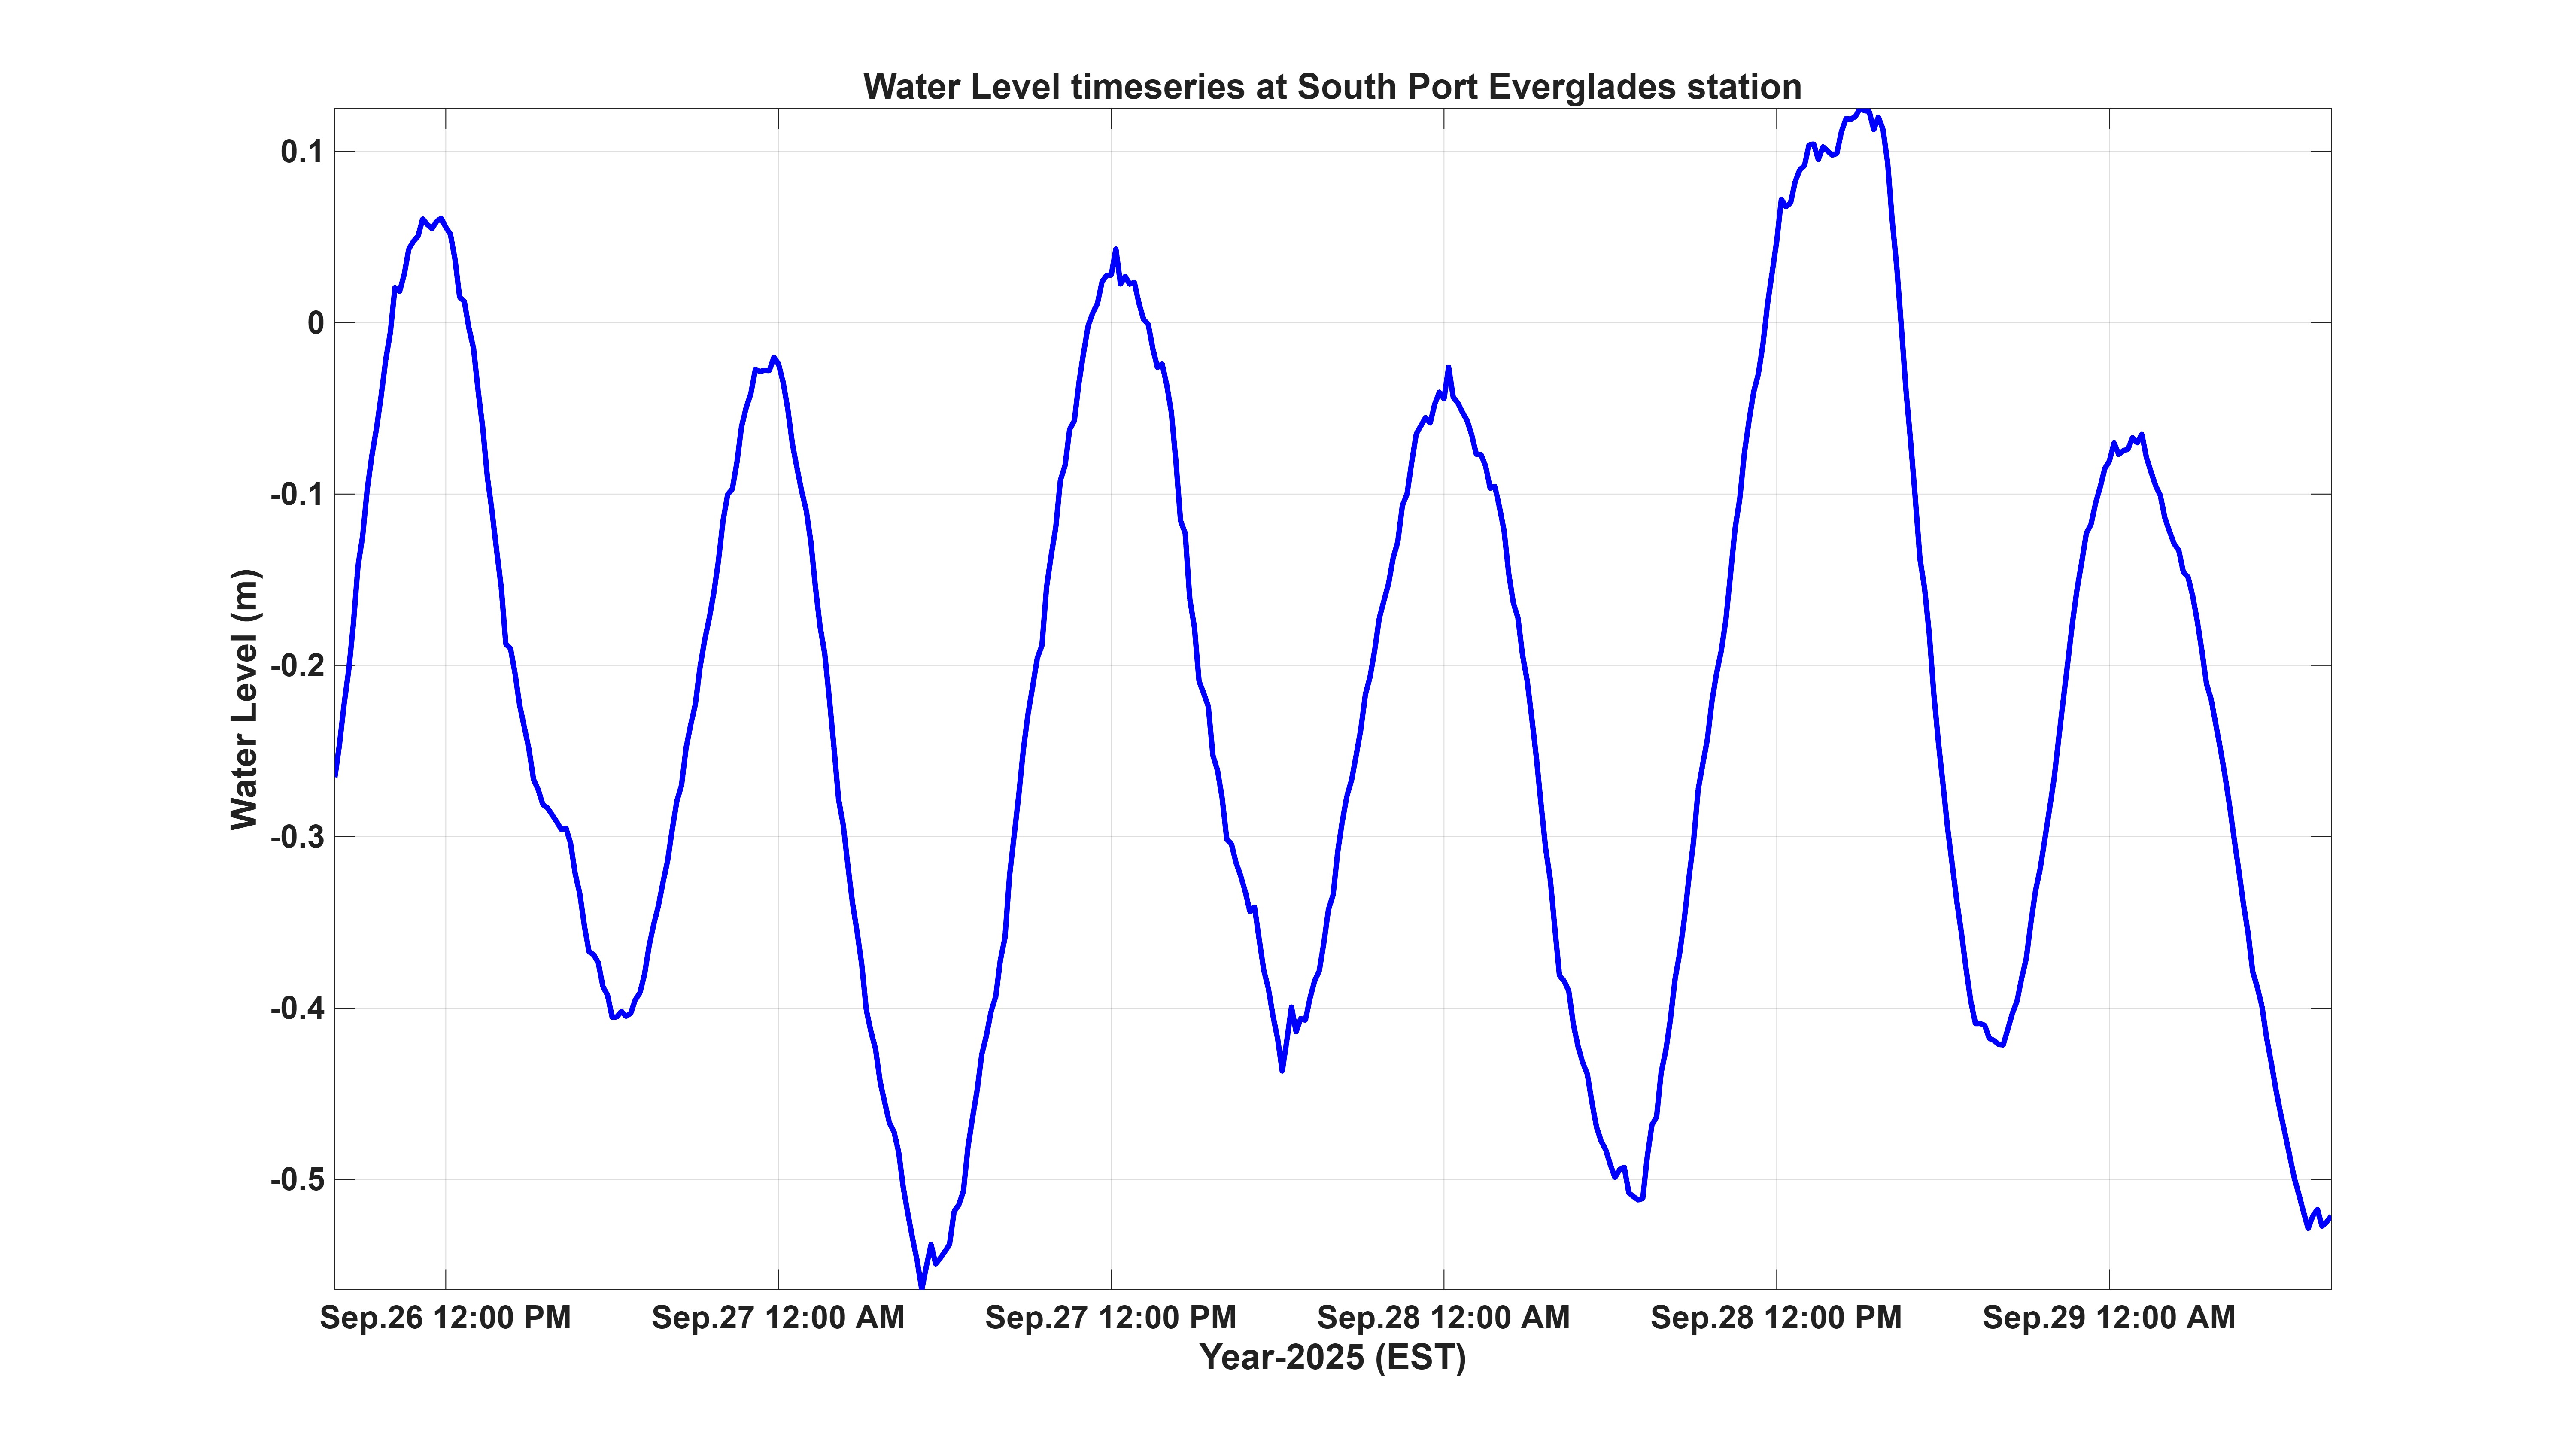 Water Level timeseries at South Port Everglades station
0.1
0
-0.1
-0.2
-0.3
-0.4
-0.5
Water Level (m)
Sep.26 12:00 PM
Sep.27 12:00 AM
Sep.27 12:00 PM
Sep.28 12:00 AM
Sep.28 12:00 PM
Sep.29 12:00 AM
Year-2025 (EST)